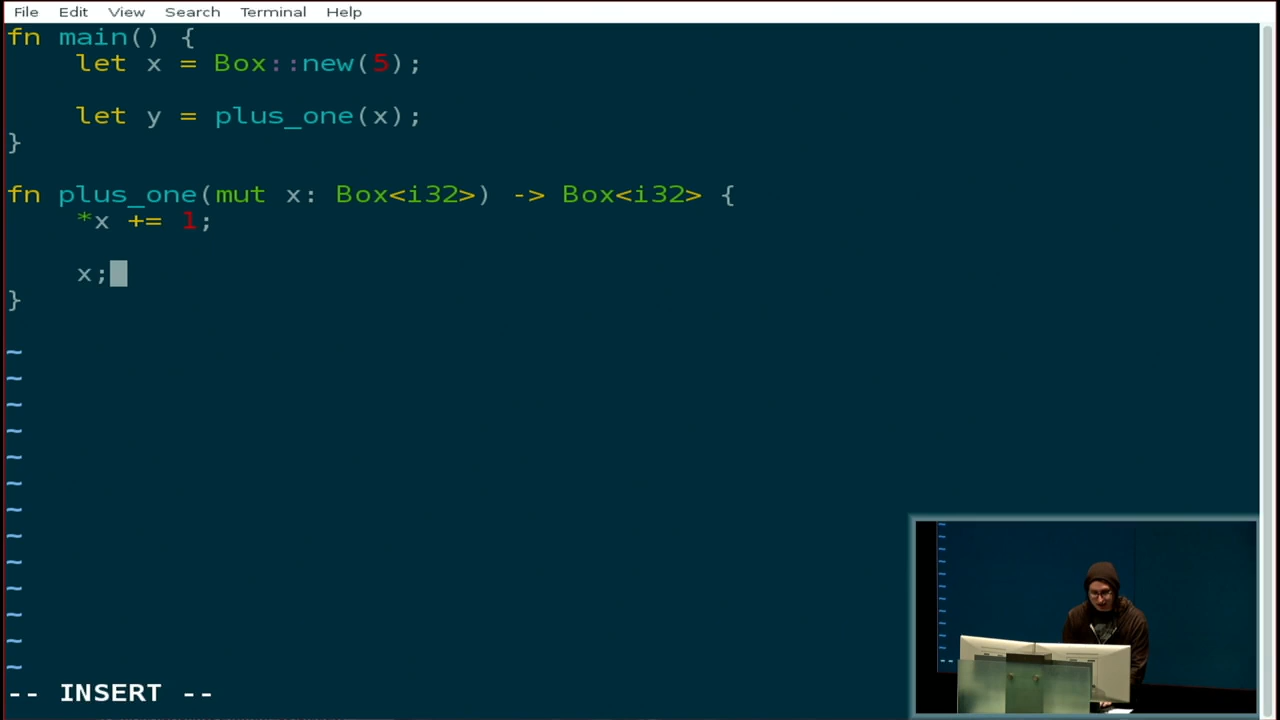 File Edit View Search Terminal Help
fn main() {
    let x = Box::new(5);
    let y = plus_one(x);
}
fn plus_one(mut x: Box<i32>) -> Box<i32> {
    *x += 1;
    x;
}
~
~
~
~
~
~
~
~
~
~
~
~
~
-- INSERT --